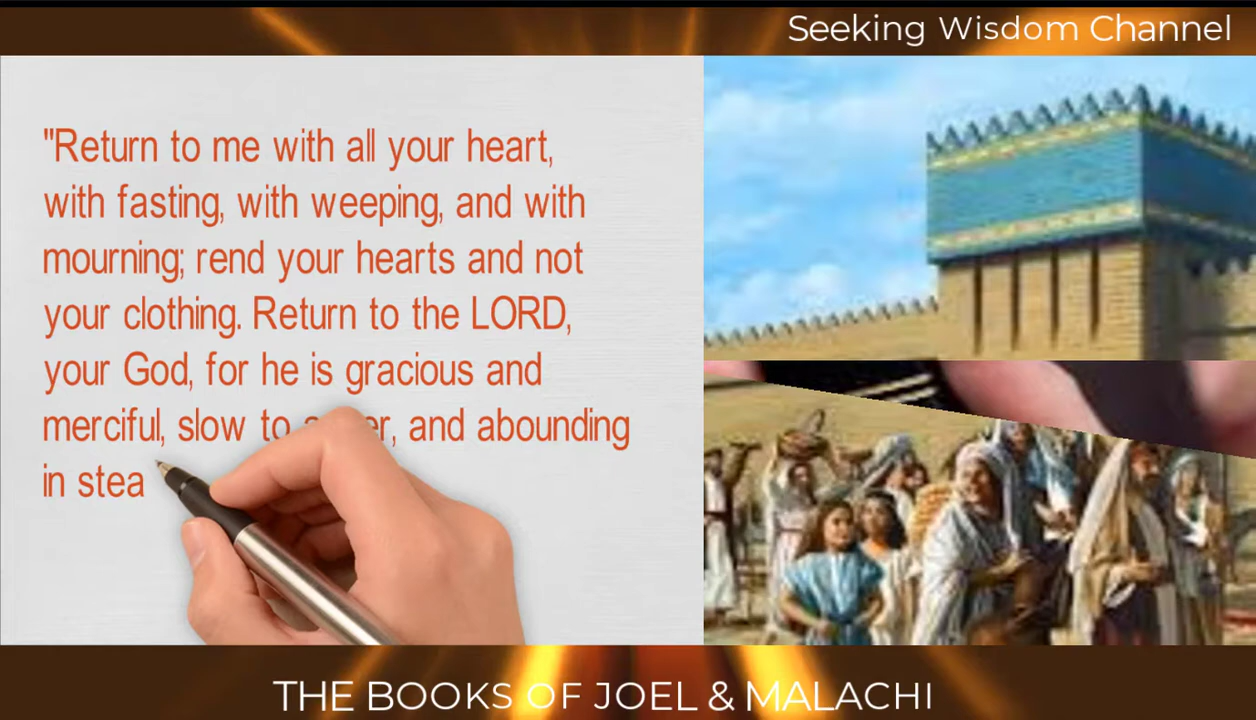 Seeking Wisdom Channel
"Return to me with all your heart,
with fasting, with weeping, and with
mourning; rend your hearts and not
your clothing. Return to the LORD,
your God, for he is gracious and
merciful, slow to and abounding
in stea
THE BOOKS OF JOEL & MALACHI